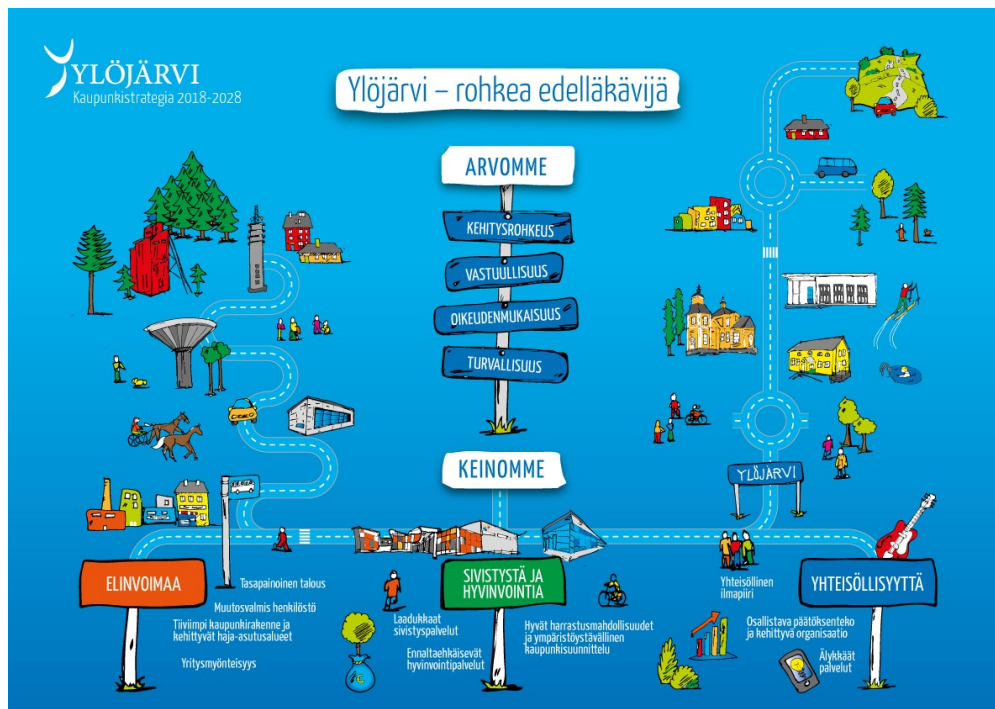 YLÖJÄRVI
Kaupunkistrategia 2018-2028
Ylöjärvi – rohkea edelläkävijä
ARVOMME
KEHITYSROHKEUS
VASTUULLISUUS
OIKEUDENMUKAISUUS
TURVALLISUUS
KEINOMME
YLÖJÄRVI
ELINVOIMAA
Tasapainoinen talous
Muutosvalmis henkilöstö
Tiiviimpi kaupunkirakenne ja
kehittyvät haja-asutusalueet
Yritysmyönteisyys
SIVISTYSTÄ JA
HYVINVOINTIA
Laadukkaat
sivistyspalvelut
Ennaltaehkäisevät
hyvinvointipalvelut
Hyvät harrastusmahdollisuudet
ja ympäristöystävällinen
kaupunkisuunnittelu
YHTEISÖLLISYYTTÄ
Yhteisöllinen
ilmapiiri
Osallistava päätöksenteko
ja kehittyvä organisaatio
Älykkäät
palvelut
€